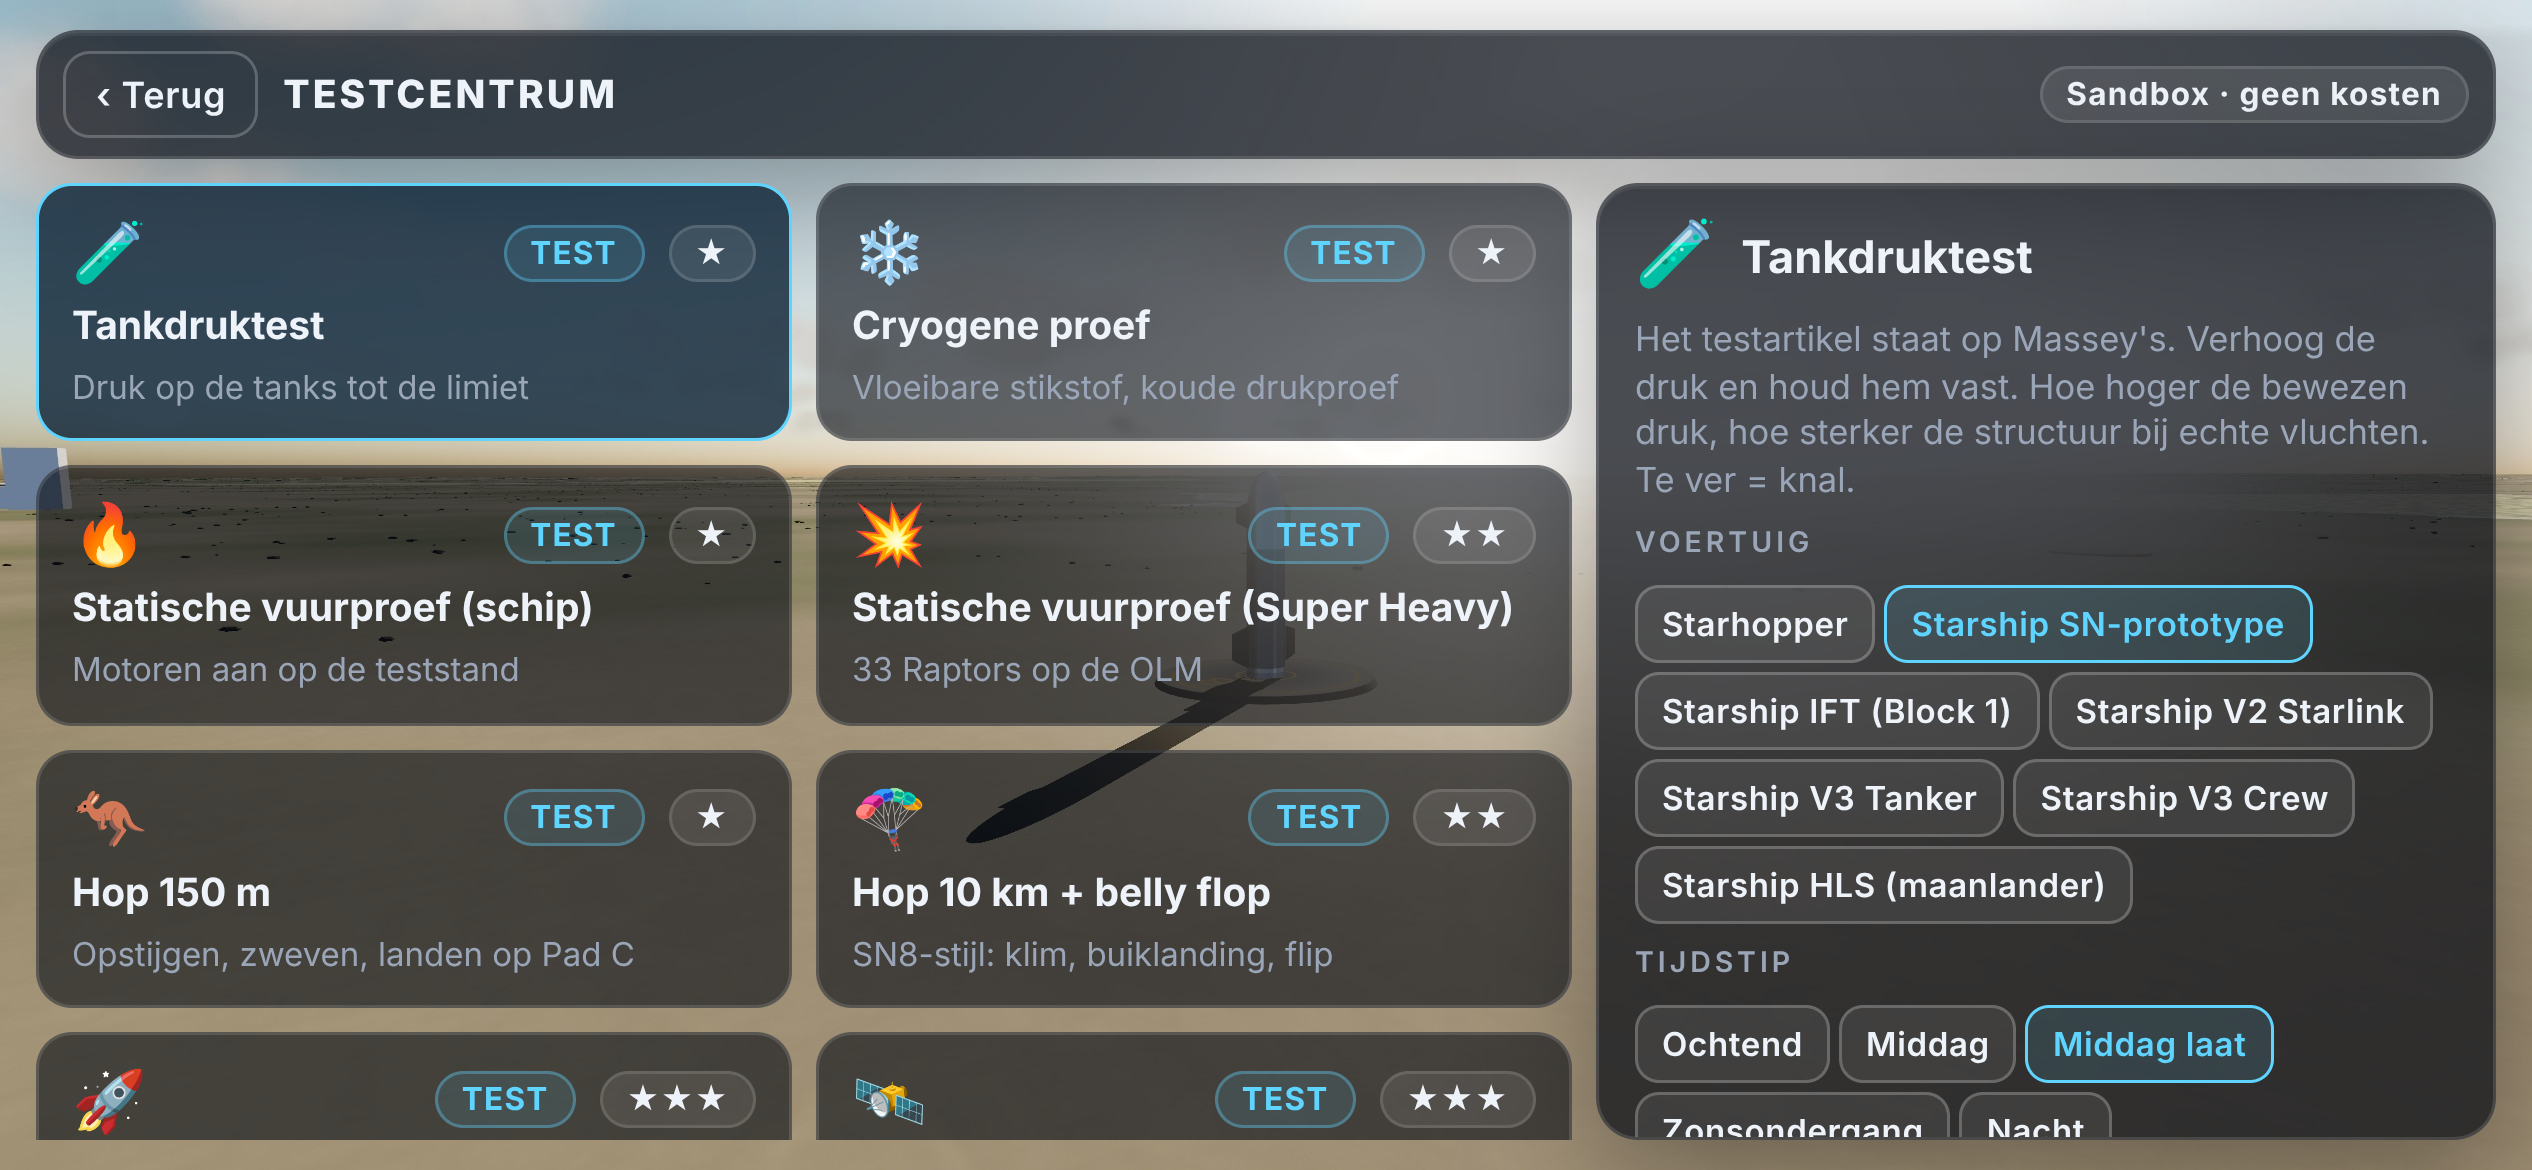 ‹ Terug
TESTCENTRUM
Sandbox · geen kosten
TEST
★
Tankdruktest
Druk op de tanks tot de limiet
TEST
★
Cryogene proef
Vloeibare stikstof, koude drukproef
TEST
★
Statische vuurproef (schip)
Motoren aan op de teststand
TEST
★★
Statische vuurproef (Super Heavy)
33 Raptors op de OLM
TEST
★
Hop 150 m
Opstijgen, zweven, landen op Pad C
TEST
★★
Hop 10 km + belly flop
SN8-stijl: klim, buiklanding, flip
TEST
★★★
TEST
★★★
Tankdruktest
Het testartikel staat op Massey's. Verhoog de
druk en houd hem vast. Hoe hoger de bewezen
druk, hoe sterker de structuur bij echte vluchten.
Te ver = knal.
VOERTUIG
Starhopper
Starship SN-prototype
Starship IFT (Block 1)
Starship V2 Starlink
Starship V3 Tanker
Starship V3 Crew
Starship HLS (maanlander)
TIJDSTIP
Ochtend
Middag
Middag laat
Zonsondergang
Nacht